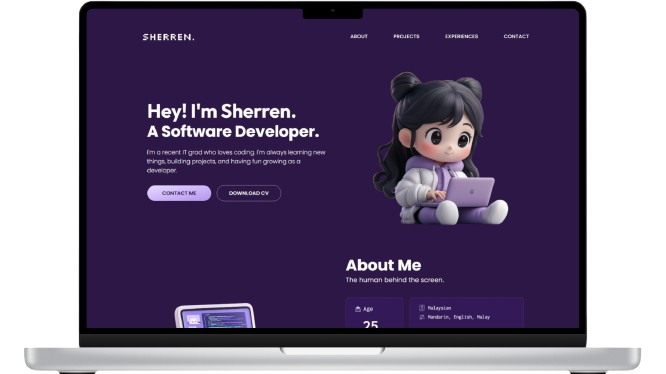 SHERREN.
ABOUT PROJECTS EXPERIENCES CONTACT
Hey! I'm Sherren.
A Software Developer.
I'm a recent IT grad who loves coding. I'm always learning new
things, building projects, and having fun growing as a
developer.
CONTACT ME DOWNLOAD CV
About Me
The human behind the screen.
Age
25
Malaysian
Mandarin, English, Malay